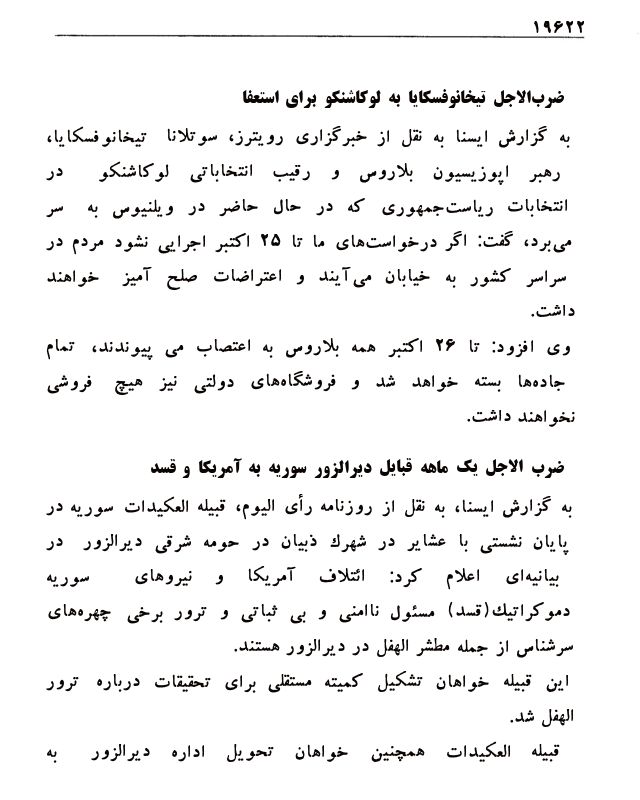 ۱۹۶۲۲
ضرب‌الاجل تیخانوفسکایا به لوکاشنکو برای استعفا
به گزارش ایسنا به نقل از خبرگزاری رویترز، سوتلانا تیخانوفسکایا،
رهبر اپوزیسیون بلاروس و رقیب انتخاباتی لوکاشنکو در
انتخابات ریاست‌جمهوری که در حال حاضر در ویلنیوس به سر
می‌برد، گفت: اگر درخواست‌های ما تا ۲۵ اکتبر اجرایی نشود مردم در
سراسر کشور به خیابان می‌آیند و اعتراضات صلح آمیز خواهند
داشت.
وی افزود: تا ۲۶ اکتبر همه بلاروس به اعتصاب می پیوندند، تمام
جاده‌ها بسته خواهد شد و فروشگاه‌های دولتی نیز هیچ فروشی
نخواهند داشت.
ضرب الاجل یک ماهه قبایل دیرالزور سوریه به آمریکا و قسد
به گزارش ایسنا، به نقل از روزنامه رأی الیوم، قبیله العکیدات سوریه در
پایان نشستی با عشایر در شهرک ذبیان در حومه شرقی دیرالزور در
بیانیه‌ای اعلام کرد: ائتلاف آمریکا و نیروهای سوریه
دموکراتیک(قسد) مسئول ناامنی و بی ثباتی و ترور برخی چهره‌های
سرشناس از جمله مطشر الهفل در دیرالزور هستند.
این قبیله خواهان تشکیل کمیته مستقلی برای تحقیقات درباره ترور
الهفل شد.
قبیله العکیدات همچنین خواهان تحویل اداره دیرالزور به